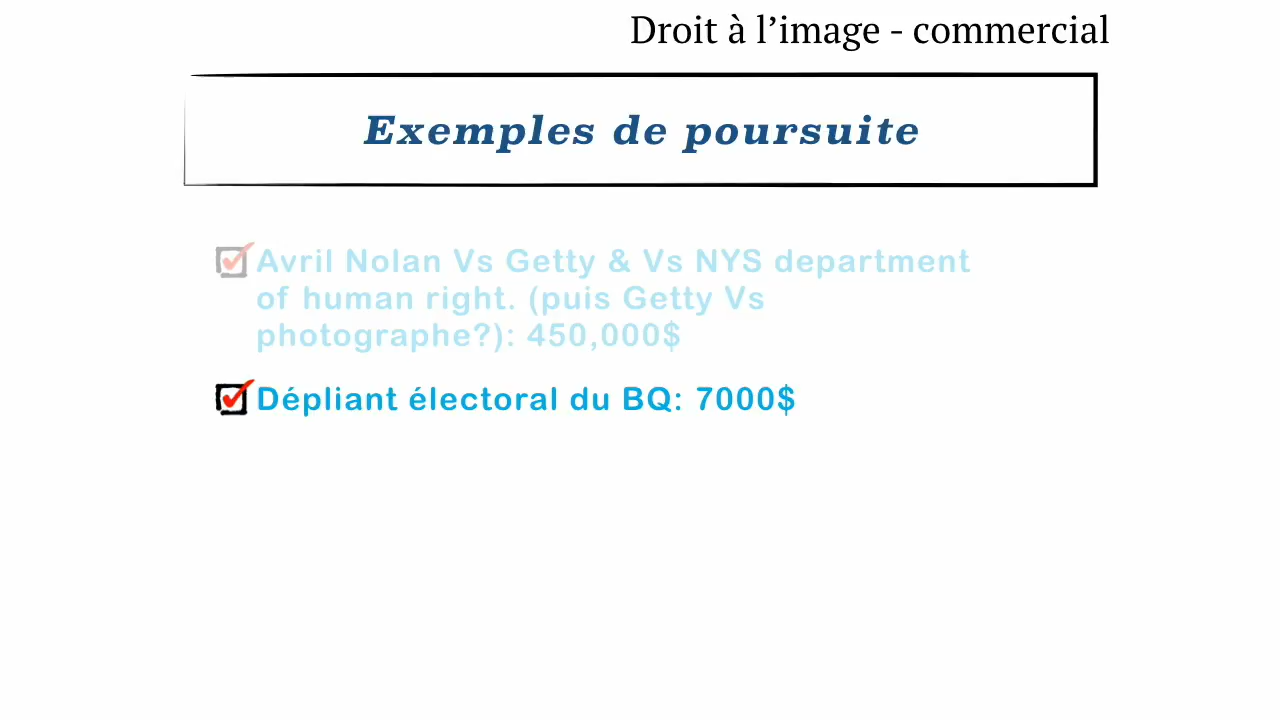 Droit à l’image - commercial
Exemples de poursuite
Avril Nolan Vs Getty & Vs NYS department
of human right. (puis Getty Vs
photographe?): 450,000$
Dépliant électoral du BQ: 7000$